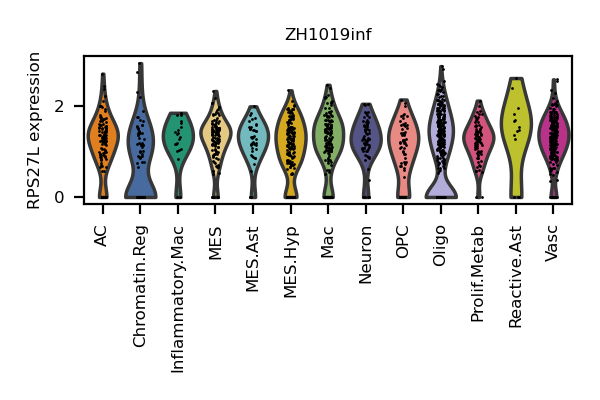 ZH1019inf
RPS27L expression
2
0
AC
Chromatin.Reg
Inflammatory.Mac
MES
MES.Ast
MES.Hyp
Mac
Neuron
OPC
Oligo
Prolif.Metab
Reactive.Ast
Vasc